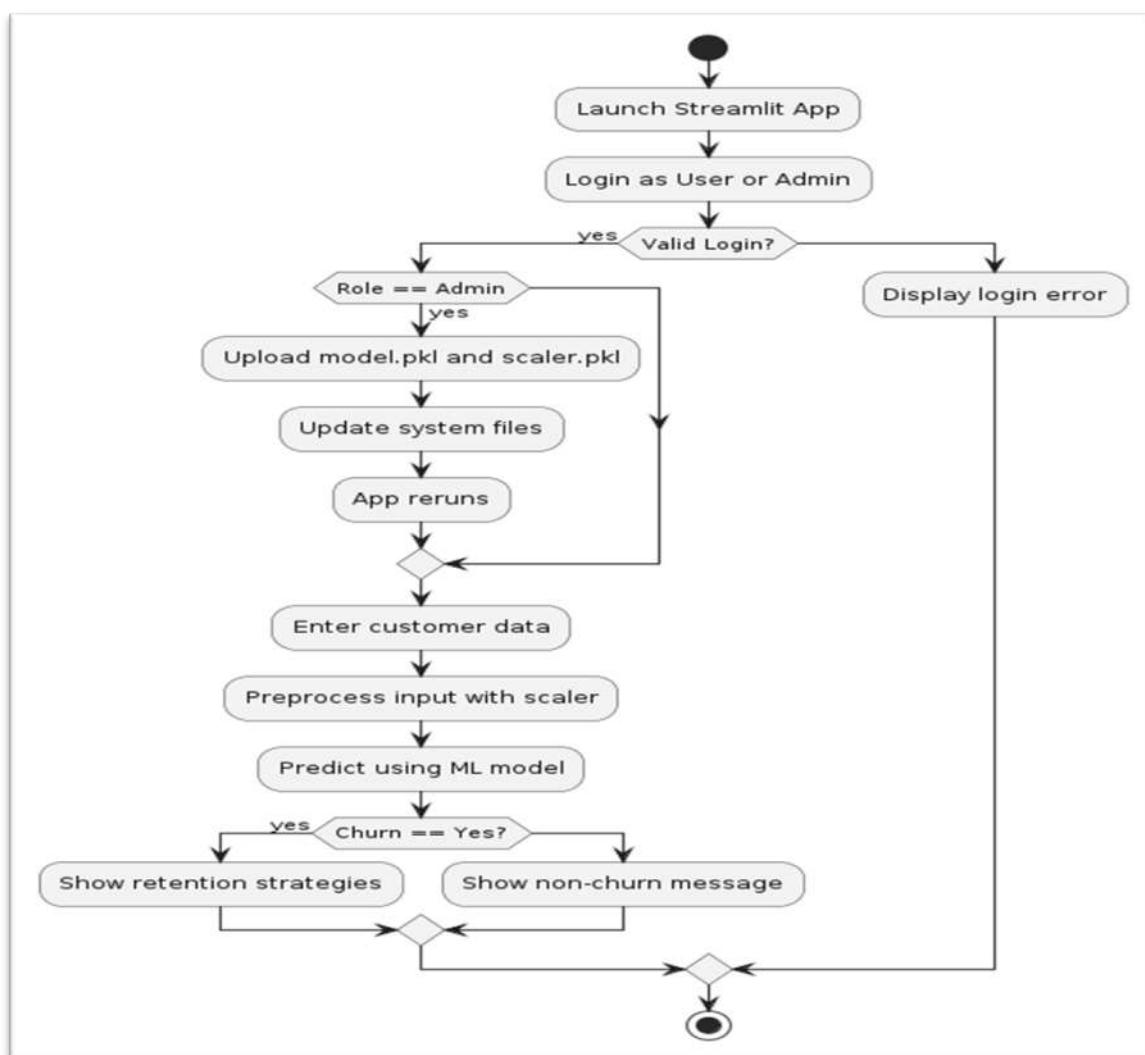 Launch Streamlit App
Login as User or Admin
yes
Valid Login?
Role == Admin
Display login error
yes
Upload model.pkl and scaler.pkl
Update system files
App reruns
Enter customer data
Preprocess input with scaler
Predict using ML model
yes
Churn == Yes?
Show retention strategies
Show non-churn message